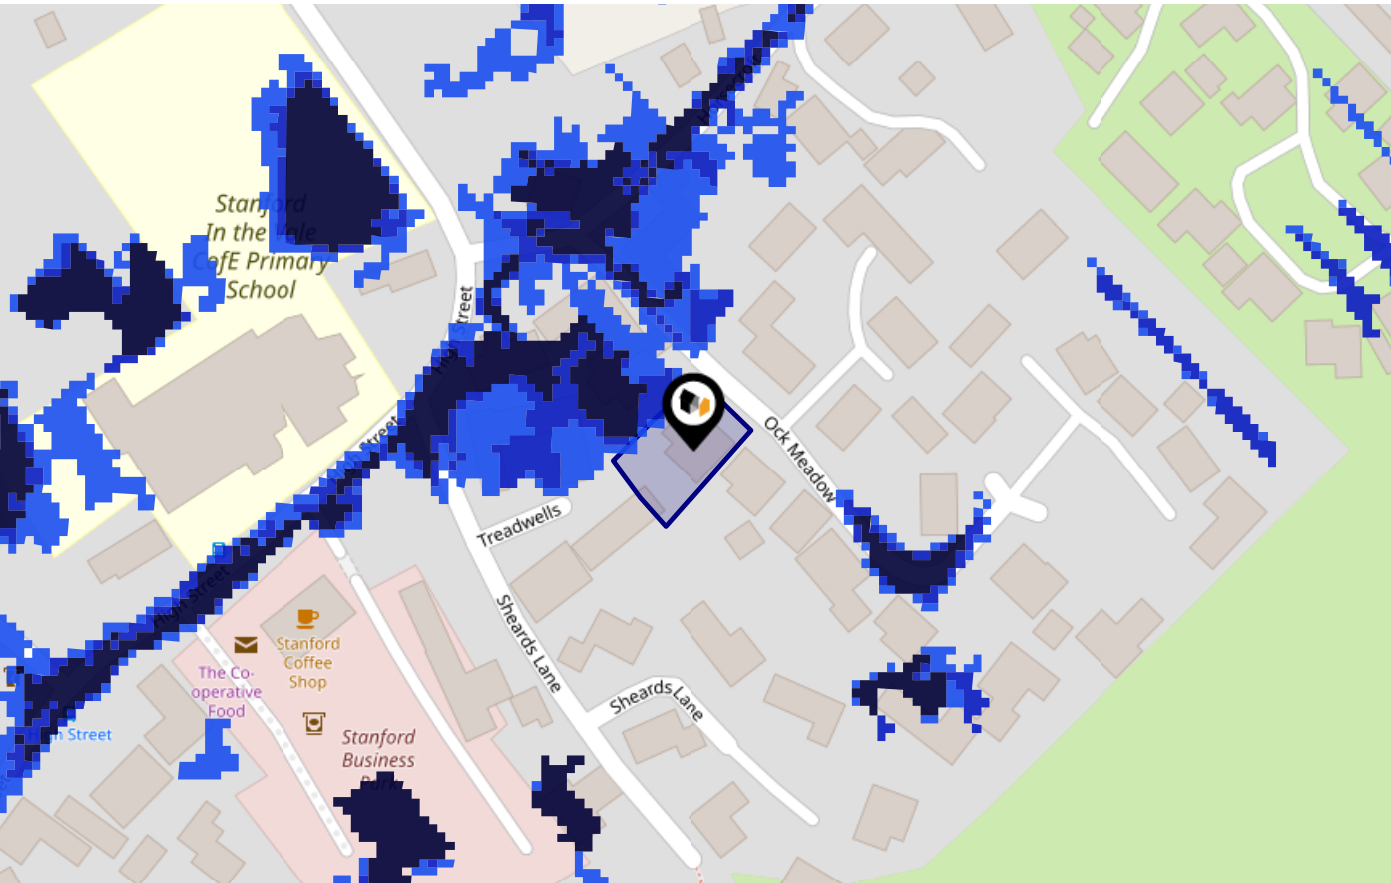 Stanford
In the Vale
CofE Primary
School
High Street
High Street
High Street
Ock Meadow
Treadwells
Sheards Lane
Sheards Lane
Stanford
Coffee
Shop
The Co-
operative
Food
High Street
Stanford
Business
Park